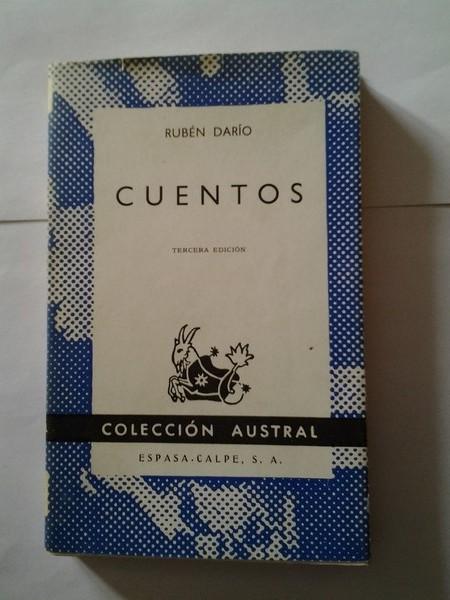 RUBÉN DARÍO
CUENTOS
TERCERA EDICIÓN
COLECCIÓN AUSTRAL
ESPASA-CALPE, S. A.